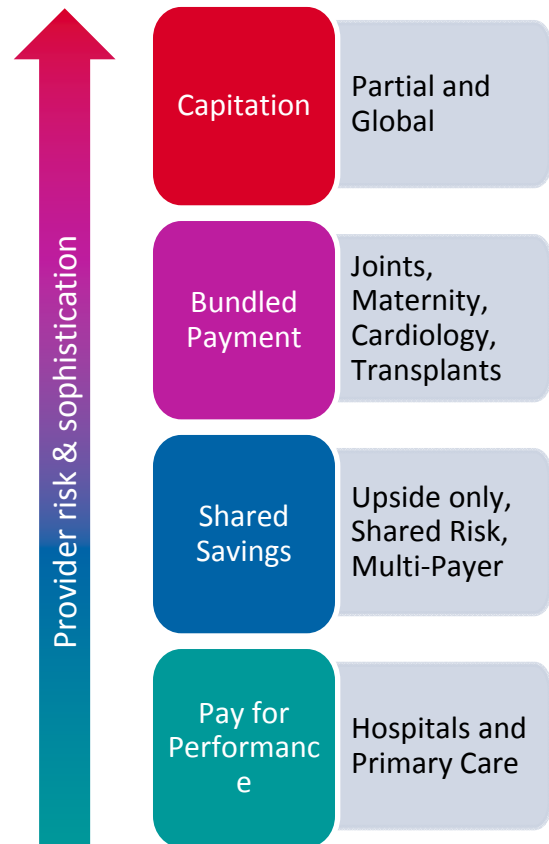 Provider risk & sophistication
Capitation
Partial and
Global
Bundled
Payment
Joints,
Maternity,
Cardiology,
Transplants
Shared
Savings
Upside only,
Shared Risk,
Multi-Payer
Pay for
Performanc
e
Hospitals and
Primary Care